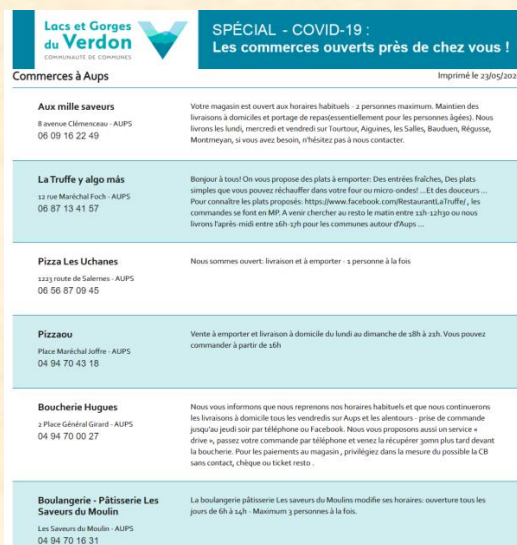 Lacs et Gorges
du Verdon
COMMUNAUTÉ DE COMMUNES
SPÉCIAL - COVID-19 :
Les commerces ouverts près de chez vous !
Commerces à Aups
Imprimé le 23/05/202
Aux mille saveurs
8 avenue Clémenceau - AUPS
06 09 16 22 49
Votre magasin est ouvert aux horaires habituels - 2 personnes maximum. Maintien des
livraisons à domiciles et portage de repas(essentiellement pour les personnes âgées). Nous
livrons les lundi, mercredi et vendredi sur Tourtour, Aiguines, les Salles, Bauduen, Régusse,
Montmeyan, si vous avez besoin, n'hésitez pas à nous contacter.
La Truffe y algo más
12 rue Maréchal Foch - AUPS
06 87 13 41 57
Bonjour à tous! On vous propose des plats à emporter: Des entrées fraîches, Des plats
simples que vous pouvez réchauffer dans votre four ou micro-ondes! ...Et des douceurs ...
Pour connaître les plats proposés: https://www.facebook.com/RestaurantLaTruffe/ , les
commandes se font en MP. A venir chercher au resto le matin entre 11h-12h30 ou nous
livrons l'après-midi entre 16h-17h pour les communes autour d'Aups ...
Pizza Les Uchanes
1223 route de Salernes - AUPS
06 56 87 09 45
Nous sommes ouvert: livraison et à emporter - 1 personne à la fois
Pizzaou
Place Maréchal Joffre - AUPS
04 94 70 43 18
Vente à emporter et livraison à domicile du lundi au dimanche de 18h à 21h. Vous pouvez
commander à partir de 16h
Boucherie Hugues
2 Place Général Girard - AUPS
04 94 70 00 27
Nous vous informons que nous reprenons nos horaires habituels et que nous continuerons
les livraisons à domicile tous les vendredis sur Aups et les alentours - prise de commande
jusqu'au jeudi soir par téléphone ou Facebook. Nous vous proposons aussi un service «
drive », passez votre commande par téléphone et venez la récupérer 30mn plus tard devant
la boucherie. Pour les paiements au magasin , privilégiez dans la mesure du possible la CB
sans contact, chèque ou ticket resto .
Boulangerie - Pâtisserie Les
Saveurs du Moulin
Les Saveurs du Moulin - AUPS
04 94 70 16 31
La boulangerie pâtisserie Les saveurs du Moulins modifie ses horaires: ouverture tous les
jours de 6h à 14h - Maximum 3 personnes à la fois.